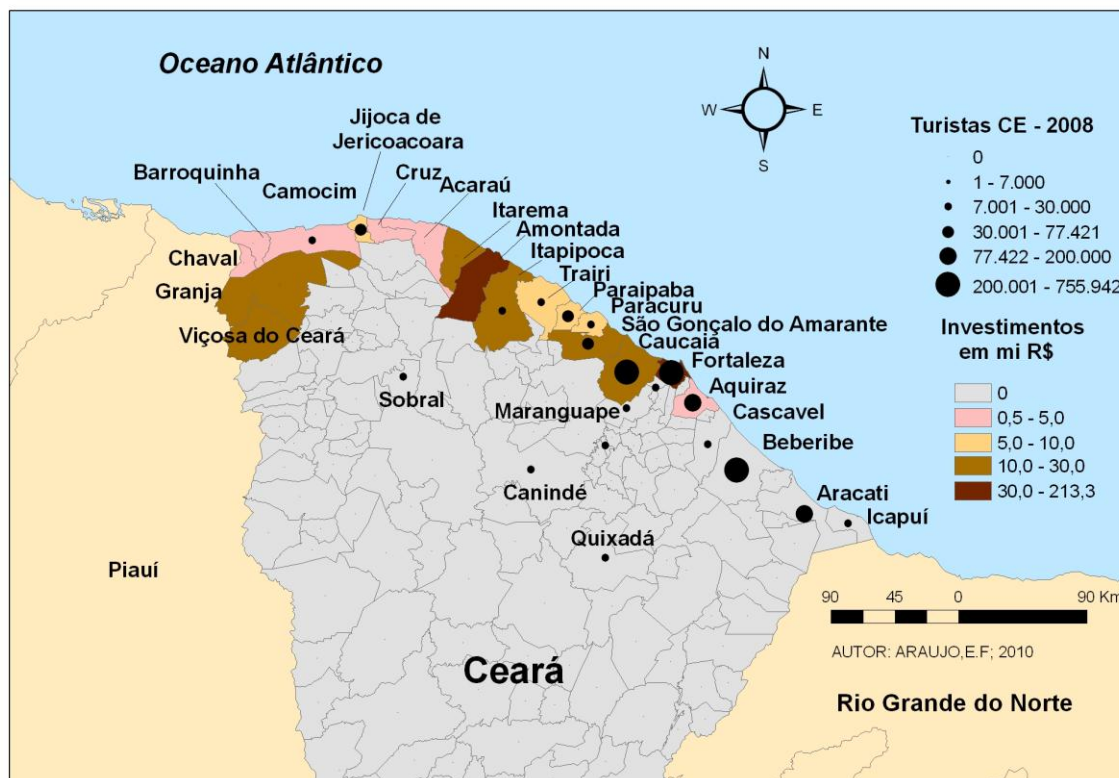 Oceano Atlântico
N
W
E
S
Turistas CE - 2008
0
1 - 7.000
7.001 - 30.000
30.001 - 77.421
77.422 - 200.000
200.001 - 755.942
Investimentos
em mi R$
0
0,5 - 5,0
5,0 - 10,0
10,0 - 30,0
30,0 - 213,3
Jijoca de
Jericoacoara
Barroquinha
Camocim
Cruz
Acaraú
Itarema
Amontada
Itapipoca
Trairi
Paraipaba
Paracuru
São Gonçalo do Amarante
Caucaia
Fortaleza
Aquiraz
Cascavel
Beberibe
Aracati
Icapuí
Chaval
Granja
Viçosa do Ceará
Sobral
Maranguape
Canindé
Quixadá
Piauí
Ceará
90
45
0
90 Km
AUTOR: ARAUJO,E.F; 2010
Rio Grande do Norte